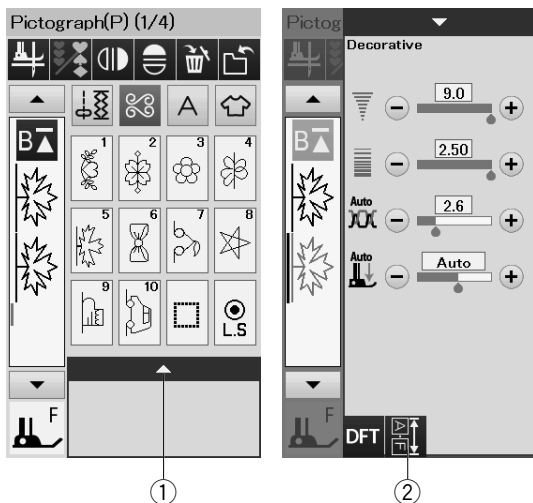 Pictograph(P) (1/4)
A
B
1 2 3 4
5 6 7 8
9 10
L.S
F
①
Pictog
Decorative
B
9.0
2.50
Auto
2.6
Auto
Auto
F
DFT
A F
②